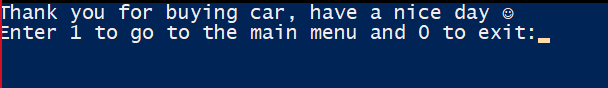 Thank you for buying car, have a nice day ☺
Enter 1 to go to the main menu and 0 to exit: